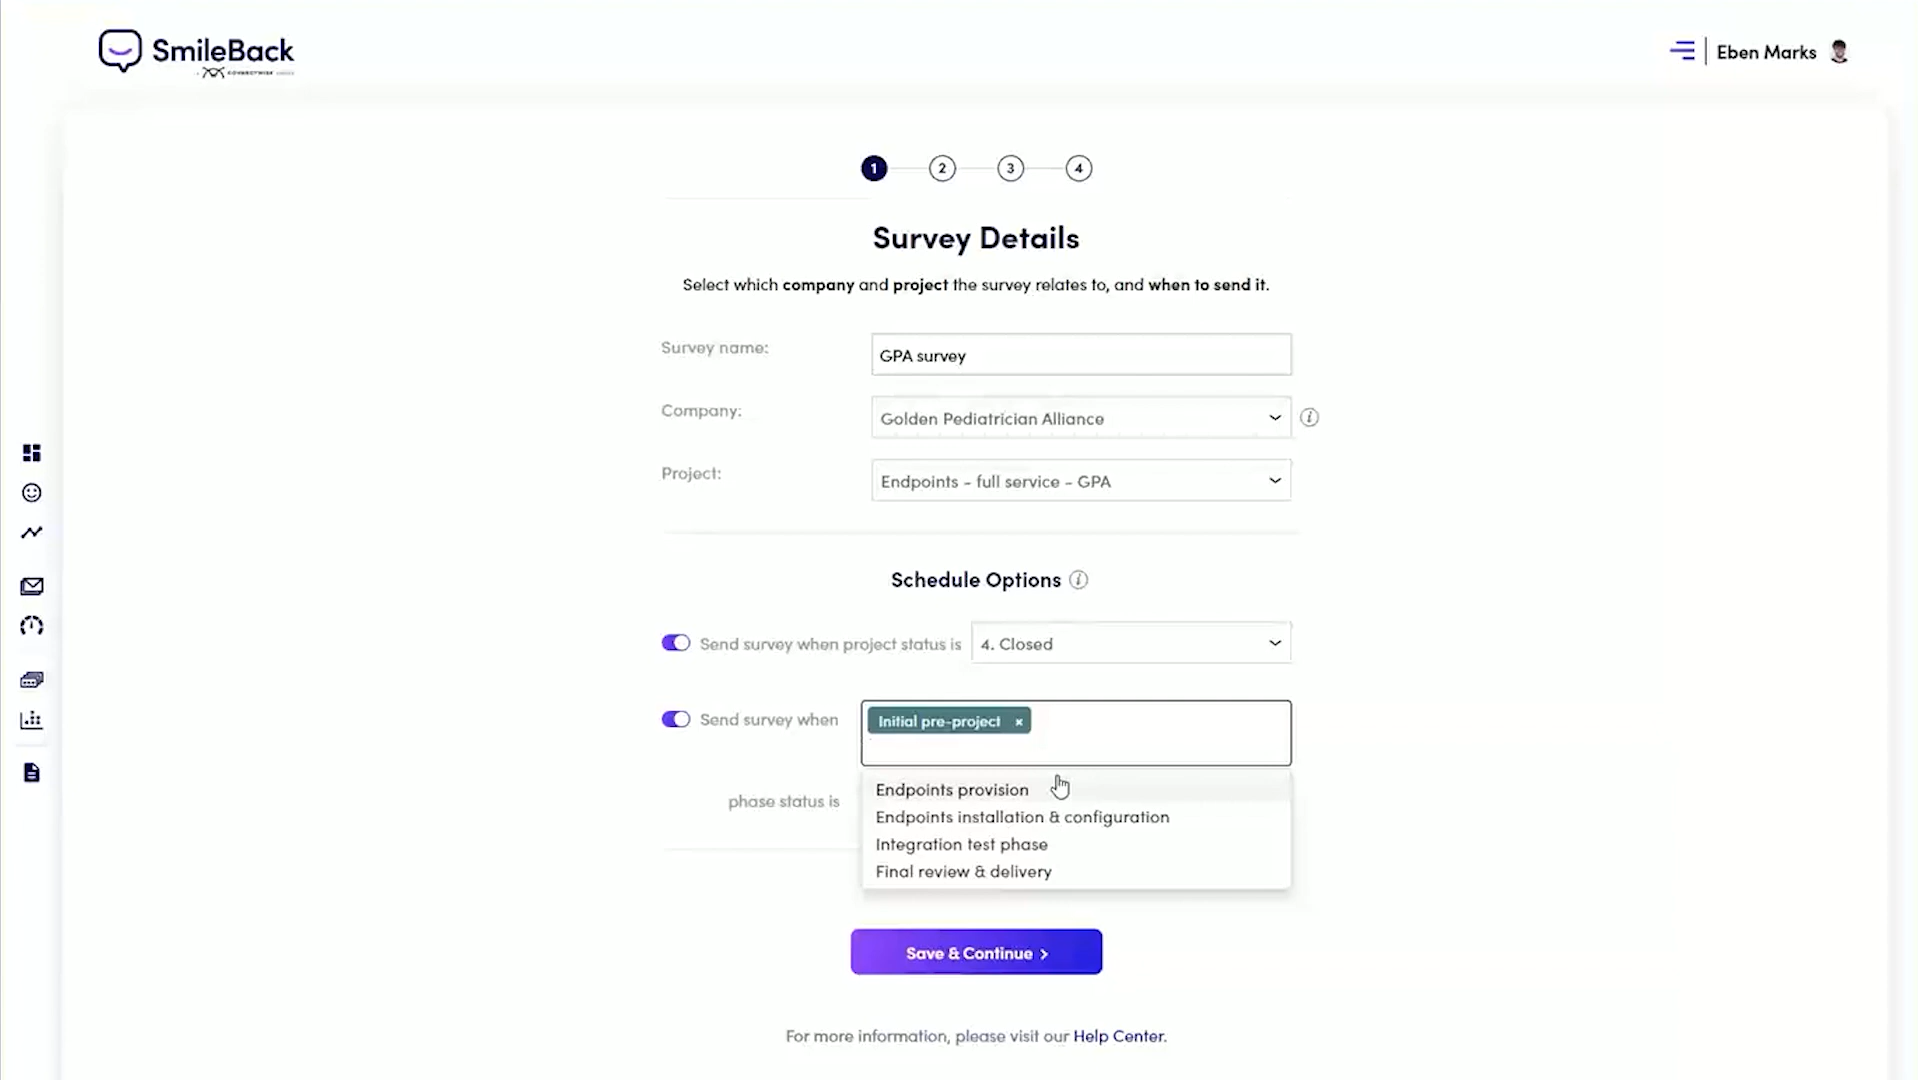 SmileBack
Eben Marks
1
2
3
4
Survey Details
Select which company and project the survey relates to, and when to send it.
Survey name:
GPA survey
Company:
Golden Pediatrician Alliance
i
Project:
Endpoints - full service - GPA
Schedule Options i
Send survey when project status is
4. Closed
Send survey when
Initial pre-project ×
phase status is
Endpoints provision
Endpoints installation & configuration
Integration test phase
Final review & delivery
Save & Continue >
For more information, please visit our Help Center.